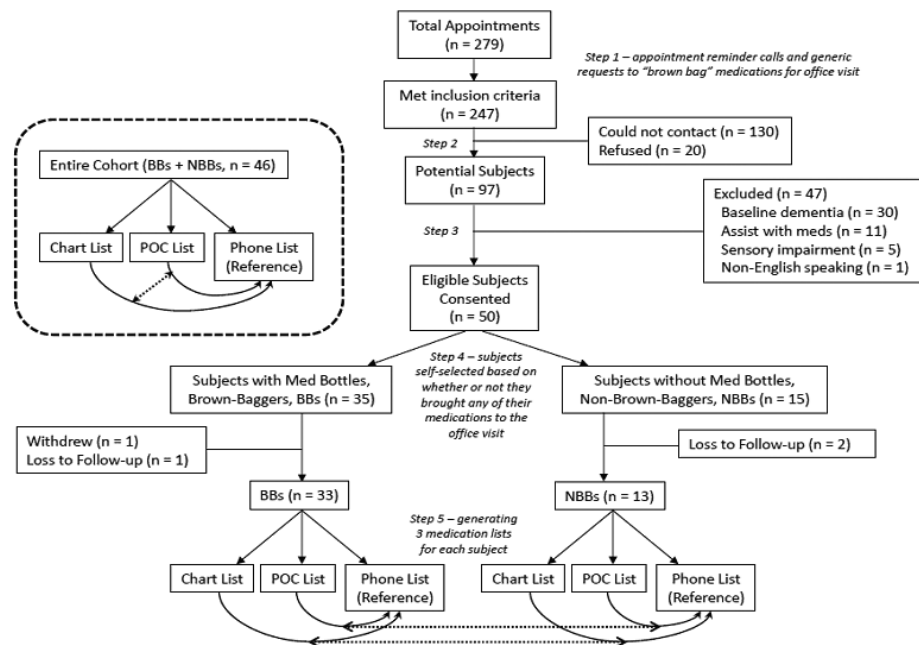 Total Appointments
(n = 279)
Step 1 – appointment reminder calls and generic
requests to “brown bag” medications for office visit
Met inclusion criteria
(n = 247)
Step 2
Could not contact (n = 130)
Refused (n = 20)
Potential Subjects
(n = 97)
Entire Cohort (BBs + NBBs, n = 46)
Chart List
POC List
Phone List
(Reference)
Step 3
Excluded (n = 47)
Baseline dementia (n = 30)
Assist with meds (n = 11)
Sensory impairment (n = 5)
Non-English speaking (n = 1)
Eligible Subjects
Consented
(n = 50)
Step 4 – subjects
self-selected based on
whether or not they
brought any of their
medications to the
office visit
Subjects with Med Bottles,
Brown-Baggers, BBs (n = 35)
Subjects without Med Bottles,
Non-Brown-Baggers, NBBs (n = 15)
Withdrew (n = 1)
Loss to Follow-up (n = 1)
Loss to Follow-up (n = 2)
BBs (n = 33)
NBBs (n = 13)
Step 5 – generating
3 medication lists
for each subject
Chart List
POC List
Phone List
(Reference)
Chart List
POC List
Phone List
(Reference)